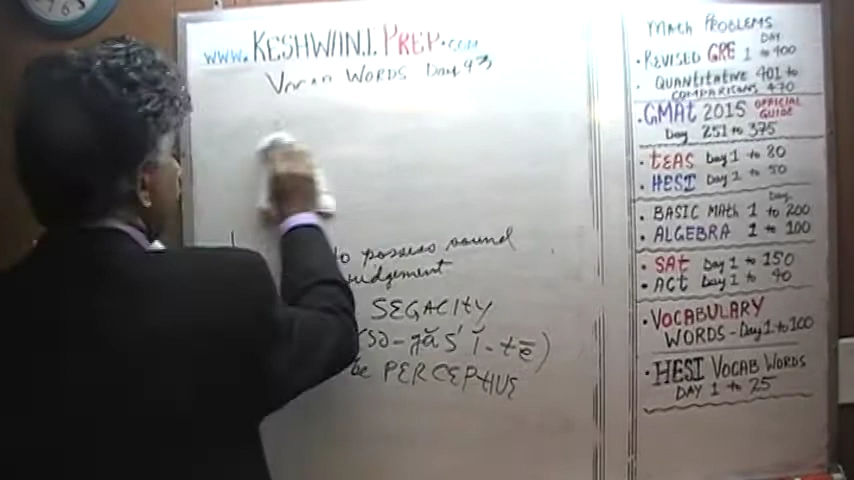 www.KESHWANI PREP.com
WORDS Day 93
to possess sound
judgement
SEGACITY
(sə-găs'ĭ-tē)
be PERCEPTIVE
MATH PROBLEMS
DAY
• REVISED GRE 1 to 400
• QUANTITATIVE 401 to
COMPARISONS 470
• GMAt 2015 OFFICIAL GUIDE
Day 251 to 375
• tEAS Day 1 to 80
• HESI Day 1 to 50
Day
• BASIC MAth 1 to 200
• ALGEBRA 1 to 100
• SAt Day 1 to 150
• ACt Day 1 to 90
• VOCABULARY
WORDS - Day 1 to 100
• HESI VOCAB WORDS
DAY 1 to 25